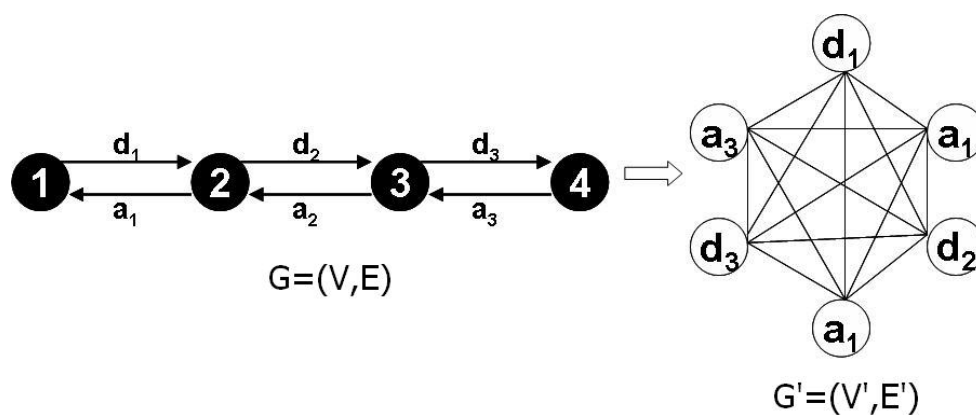 d₁ d₂ d₃
1 2 3 4
a₁ a₂ a₃
G=(V,E)
d₁
a₃ a₁
d₃ d₂
a₁
G'=(V',E')